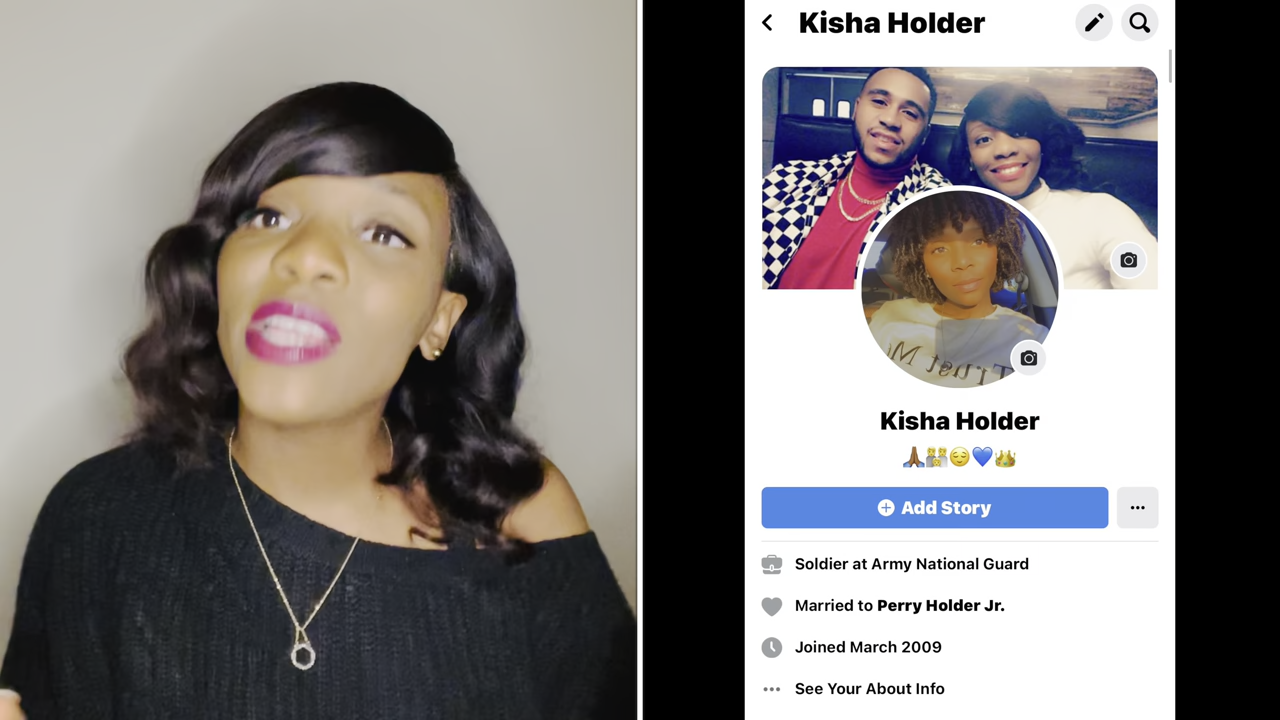 Kisha Holder
Trust M
Kisha Holder
Add Story
Soldier at Army National Guard
Married to Perry Holder Jr.
Joined March 2009
See Your About Info